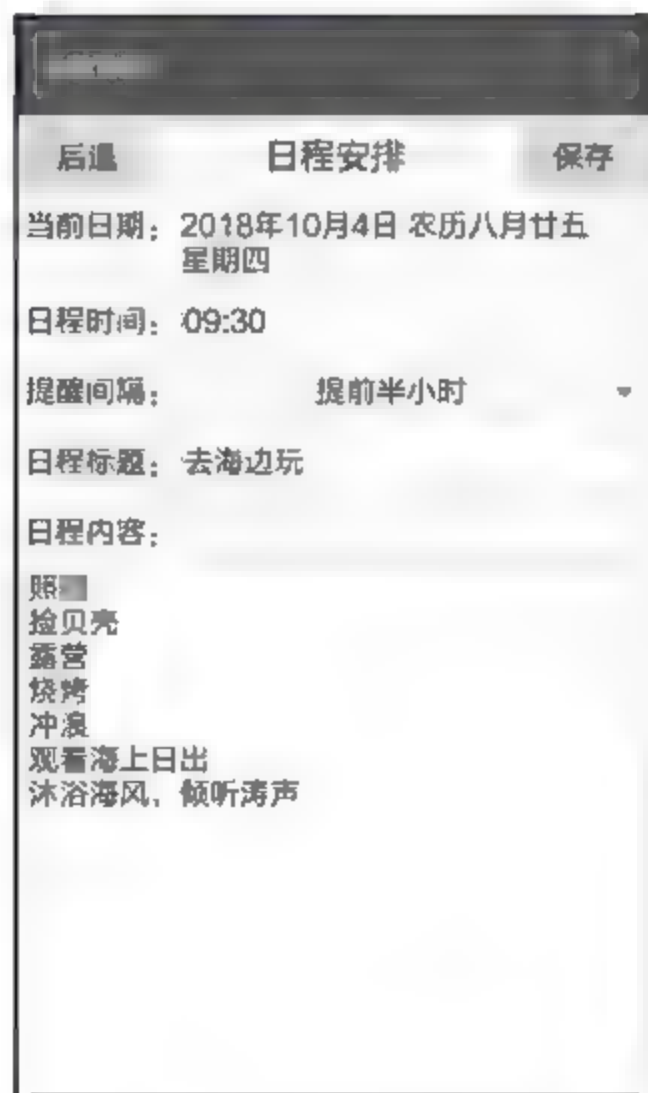 后退 日程安排 保存
当前日期： 2018年10月4日 农历八月廿五
星期四
日程时间： 09:30
提醒间隔： 提前半小时
日程标题： 去海边玩
日程内容：
照
捡贝壳
露营
烧烤
冲浪
观看海上日出
沐浴海风，倾听涛声